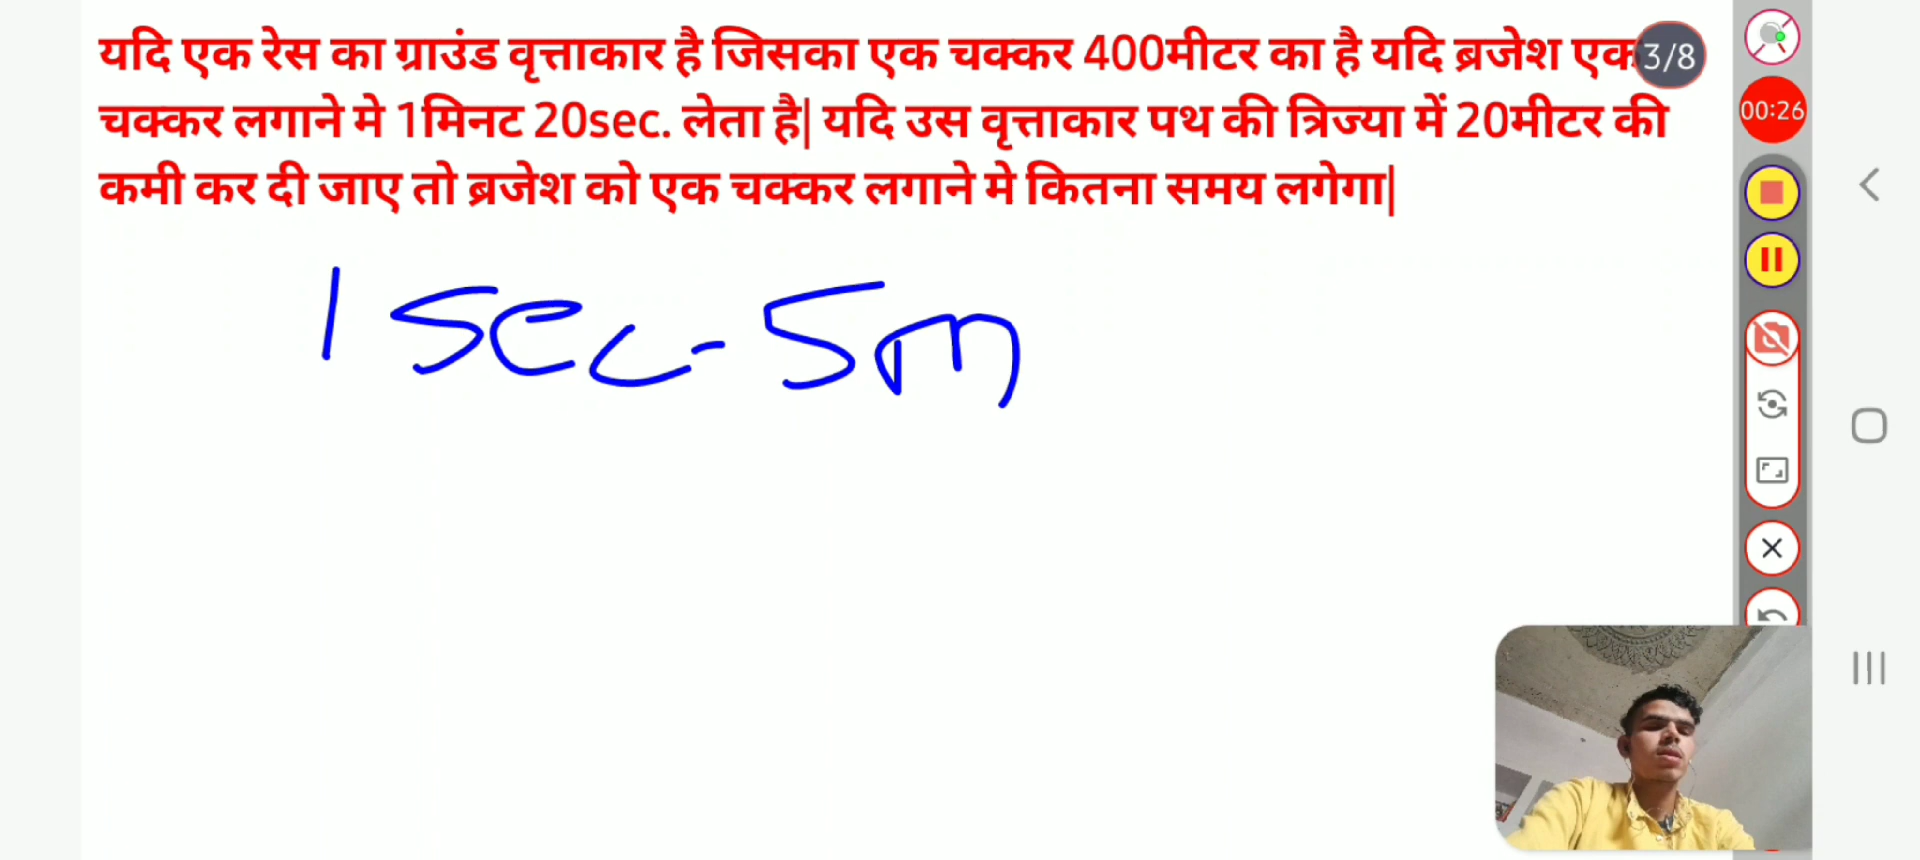 यदि एक रेस का ग्राउंड वृत्ताकार है जिसका एक चक्कर 400मीटर का है यदि ब्रजेश एक 3/8
चक्कर लगाने मे 1मिनट 20sec. लेता है| यदि उस वृत्ताकार पथ की त्रिज्या में 20मीटर की 00:26
कमी कर दी जाए तो ब्रजेश को एक चक्कर लगाने मे कितना समय लगेगा|
1 sec - 5m